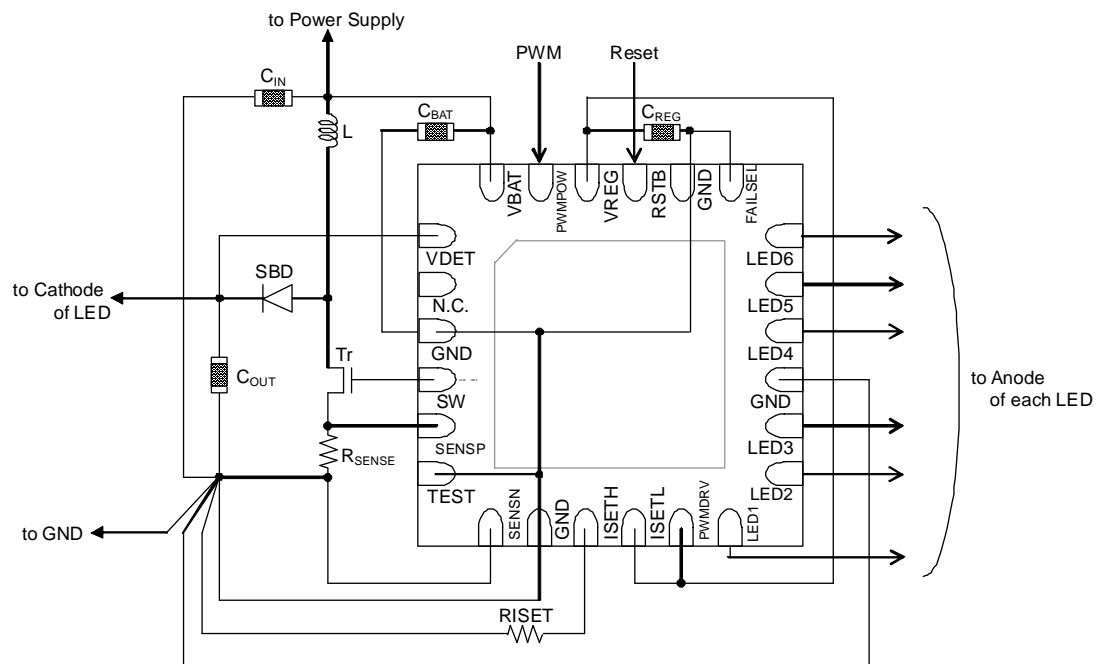 to Power Supply
PWM
Reset
CIN
CBAT
CREG
L
VBAT
PWMPOW
VREG
RSTB
GND
FAILSEL
VDET
LED6
SBD
to Cathode
of LED
N.C.
LED5
GND
LED4
Tr
COUT
SW
GND
to Anode
of each LED
SENSP
LED3
RSENSE
TEST
LED2
SENSN
GND
ISETH
ISETL
PWMDRV
LED1
to GND
RISET